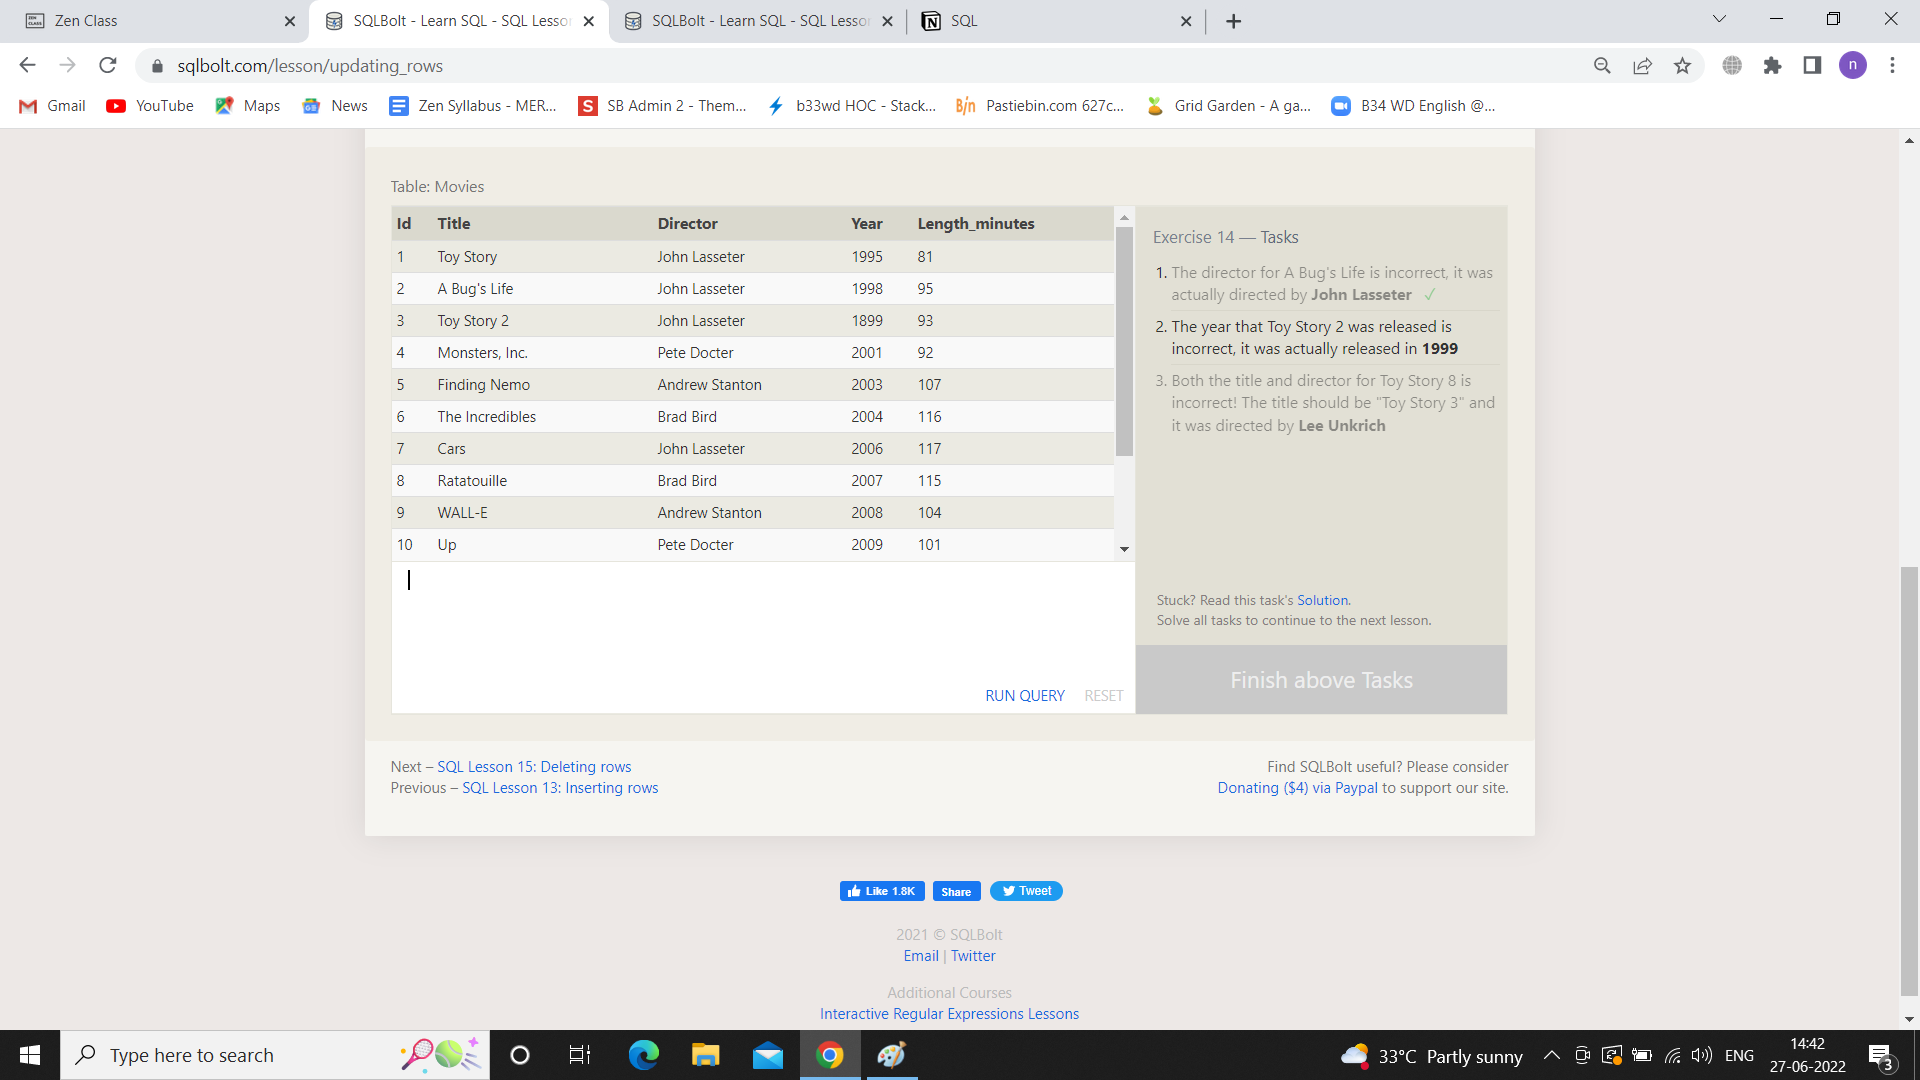 Zen Class
SQLBolt - Learn SQL - SQL Lesson
SQLBolt - Learn SQL - SQL Lesson
SQL
sqlbolt.com/lesson/updating_rows
n
Gmail
YouTube
Maps
News
Zen Syllabus - MER...
SB Admin 2 - Them...
b33wd HOC - Stack...
Pastiebin.com 627c...
Grid Garden - A ga...
B34 WD English @...
Table: Movies
Id Title Director Year Length_minutes
1 Toy Story John Lasseter 1995 81
2 A Bug's Life John Lasseter 1998 95
3 Toy Story 2 John Lasseter 1899 93
4 Monsters, Inc. Pete Docter 2001 92
5 Finding Nemo Andrew Stanton 2003 107
6 The Incredibles Brad Bird 2004 116
7 Cars John Lasseter 2006 117
8 Ratatouille Brad Bird 2007 115
9 WALL-E Andrew Stanton 2008 104
10 Up Pete Docter 2009 101
RUN QUERY RESET
Exercise 14 — Tasks
1. The director for A Bug's Life is incorrect, it was
actually directed by John Lasseter ✓
2. The year that Toy Story 2 was released is
incorrect, it was actually released in 1999
3. Both the title and director for Toy Story 8 is
incorrect! The title should be "Toy Story 3" and
it was directed by Lee Unkrich
Stuck? Read this task's Solution.
Solve all tasks to continue to the next lesson.
Finish above Tasks
Next – SQL Lesson 15: Deleting rows
Previous – SQL Lesson 13: Inserting rows
Find SQLBolt useful? Please consider
Donating ($4) via Paypal to support our site.
Like 1.8K
Share
Tweet
2021 © SQLBolt
Email | Twitter
Additional Courses
Interactive Regular Expressions Lessons
Type here to search
33°C Partly sunny
ENG
14:42
27-06-2022
3